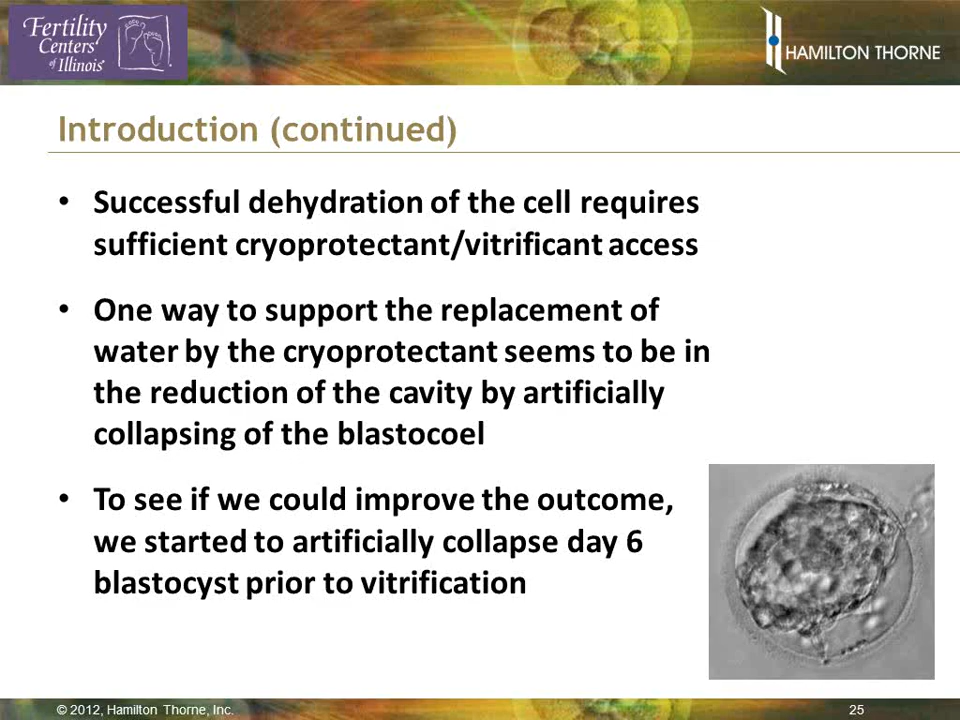 Fertility
Centers®
of Illinois®
HAMILTON THORNE
Introduction (continued)
• Successful dehydration of the cell requires
sufficient cryoprotectant/vitrificant access
• One way to support the replacement of
water by the cryoprotectant seems to be in
the reduction of the cavity by artificially
collapsing of the blastocoel
• To see if we could improve the outcome,
we started to artificially collapse day 6
blastocyst prior to vitrification
© 2012, Hamilton Thorne, Inc.
25